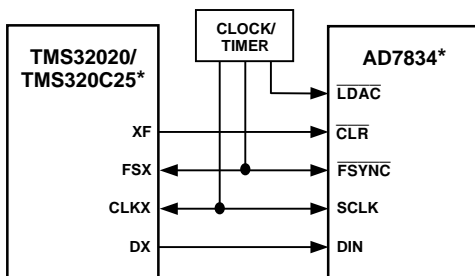 CLOCK/
TIMER
TMS32020/
TMS320C25*
AD7834*
LDAC
XF
CLR
FSX
FSYNC
CLKX
SCLK
DX
DIN